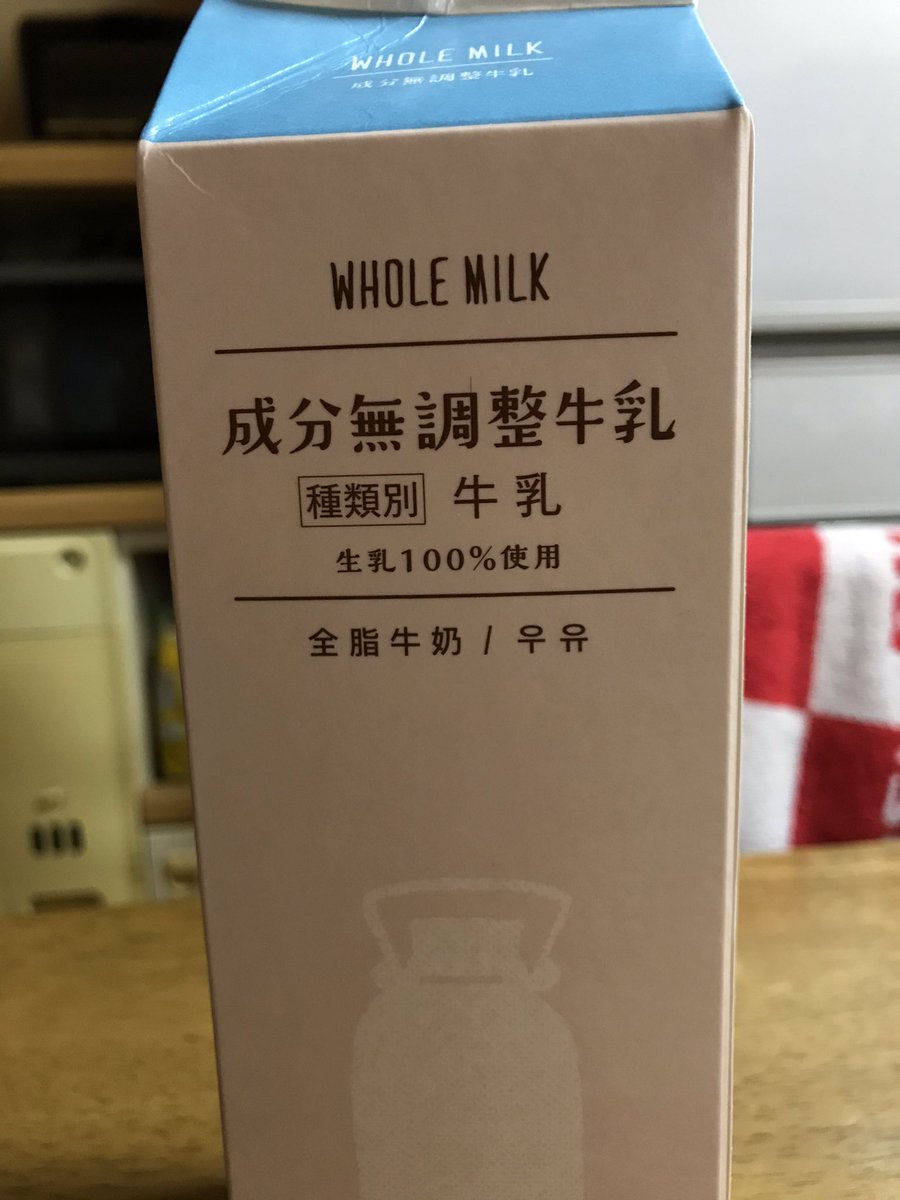 WHOLE MILK
成分無調整牛乳
WHOLE MILK
成分無調整牛乳
種類別 牛乳
生乳100%使用
全脂牛奶 / 우유